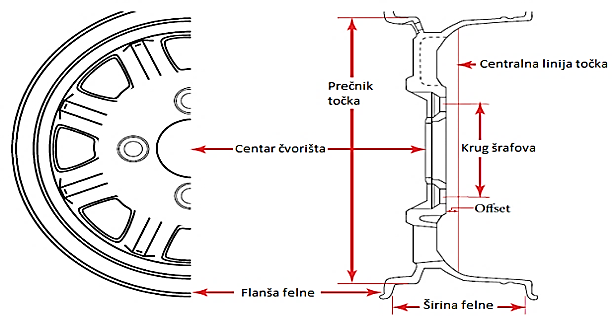 Prečnik
točka
Centralna linija točka
Centar čvorišta
Krug šrafova
Offset
Flanša felne
Širina felne